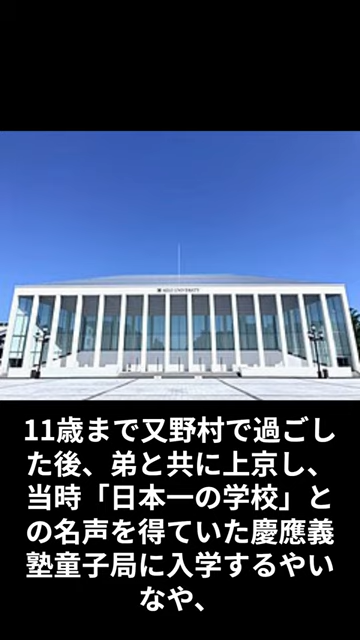 KEIO UNIVERSITY
11歳まで又野村で過ごし
た後、弟と共に上京し、
当時「日本一の学校」と
の名声を得ていた慶應義
塾童子局に入学するやい
なや、